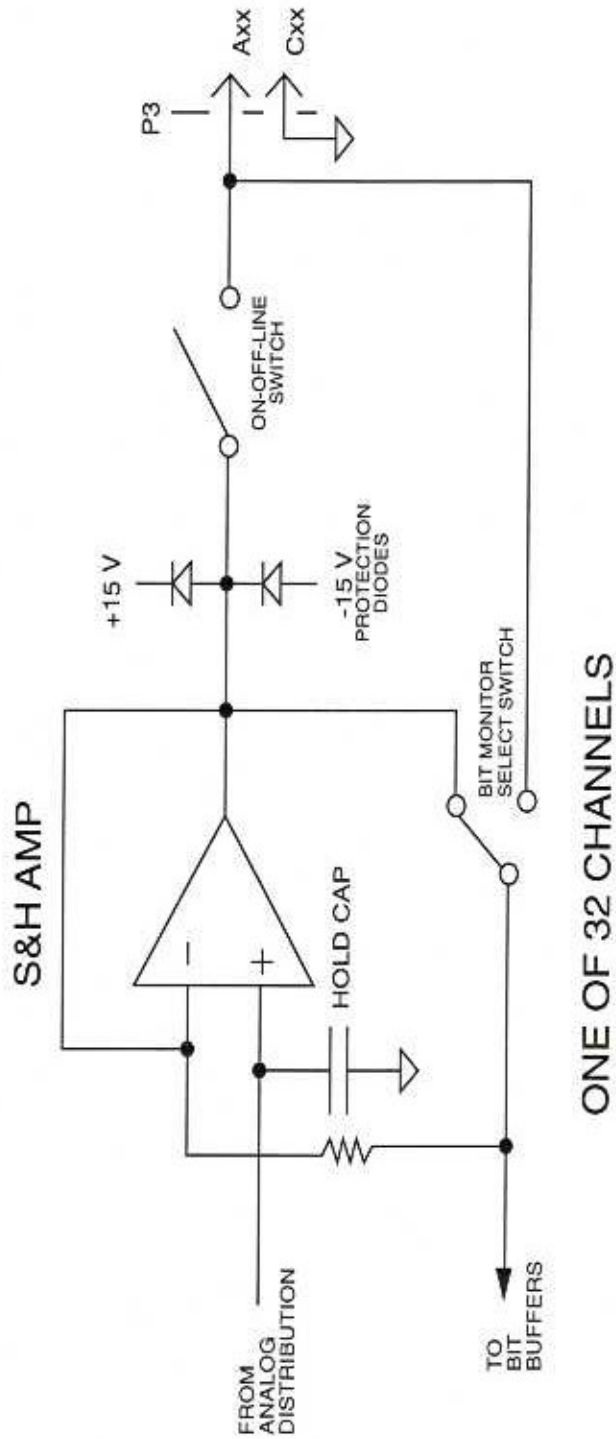 S&H AMP
P3
Axx
Cxx
+15 V
-15 V
PROTECTION
DIODES
ON-OFF-LINE
SWITCH
−
+
HOLD CAP
FROM
ANALOG
DISTRIBUTION
BIT MONITOR
SELECT SWITCH
TO
BIT
BUFFERS
ONE OF 32 CHANNELS